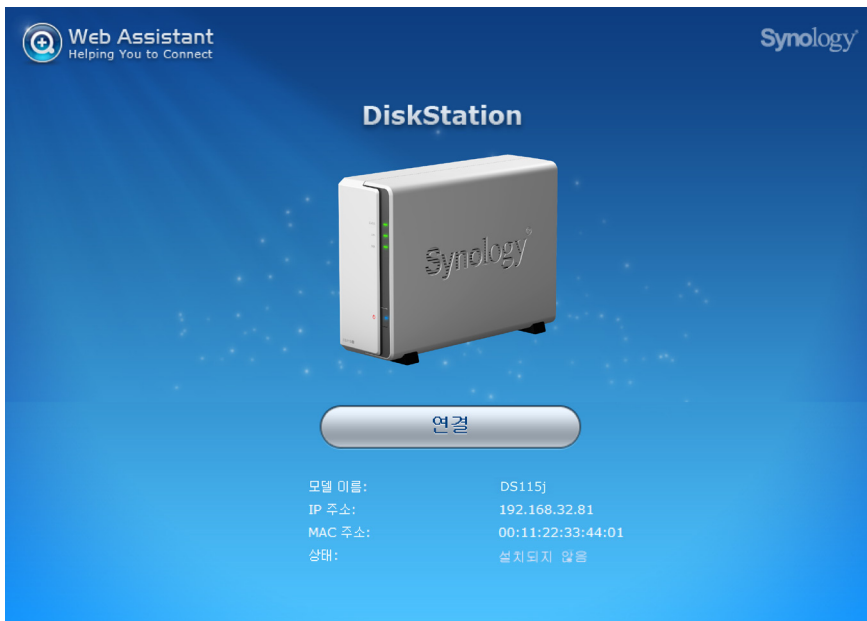 Web Assistant
Helping You to Connect
Synology
DiskStation
Synology
연결
모델 이름: DS115j
IP 주소: 192.168.32.81
MAC 주소: 00:11:22:33:44:01
상태: 설치되지 않음